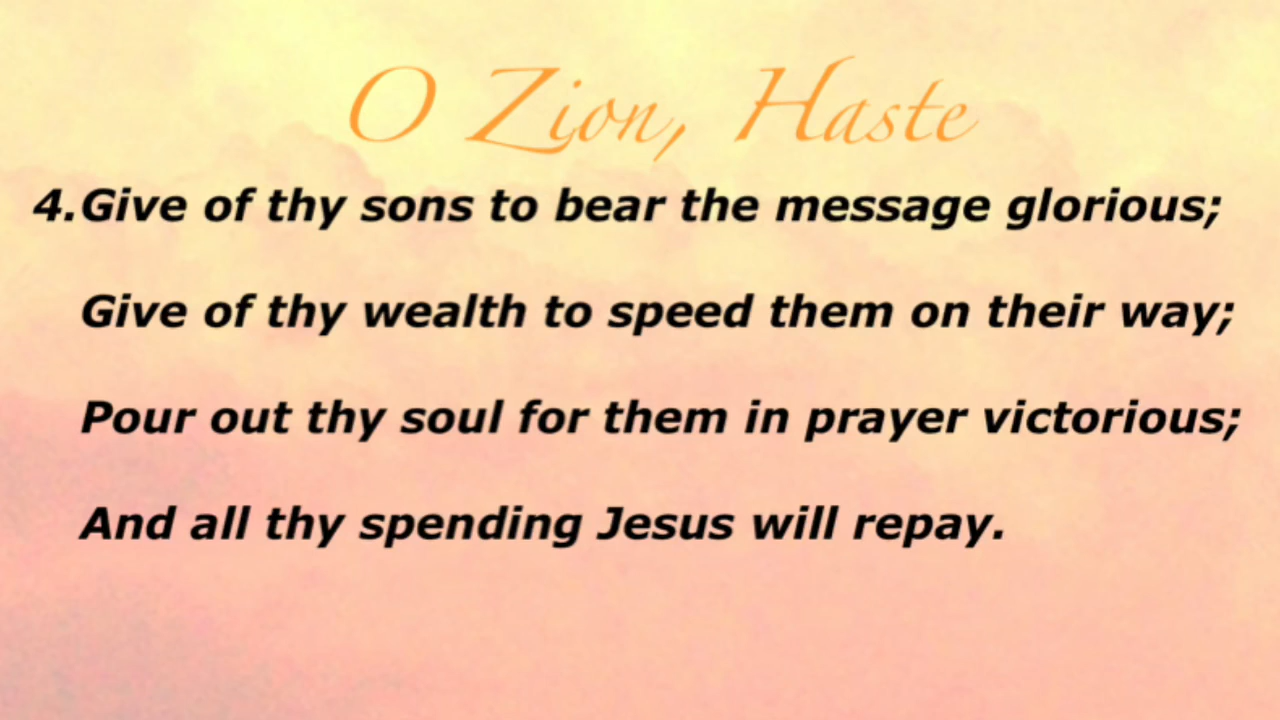 O Zion, Haste
4.Give of thy sons to bear the message glorious;
Give of thy wealth to speed them on their way;
Pour out thy soul for them in prayer victorious;
And all thy spending Jesus will repay.